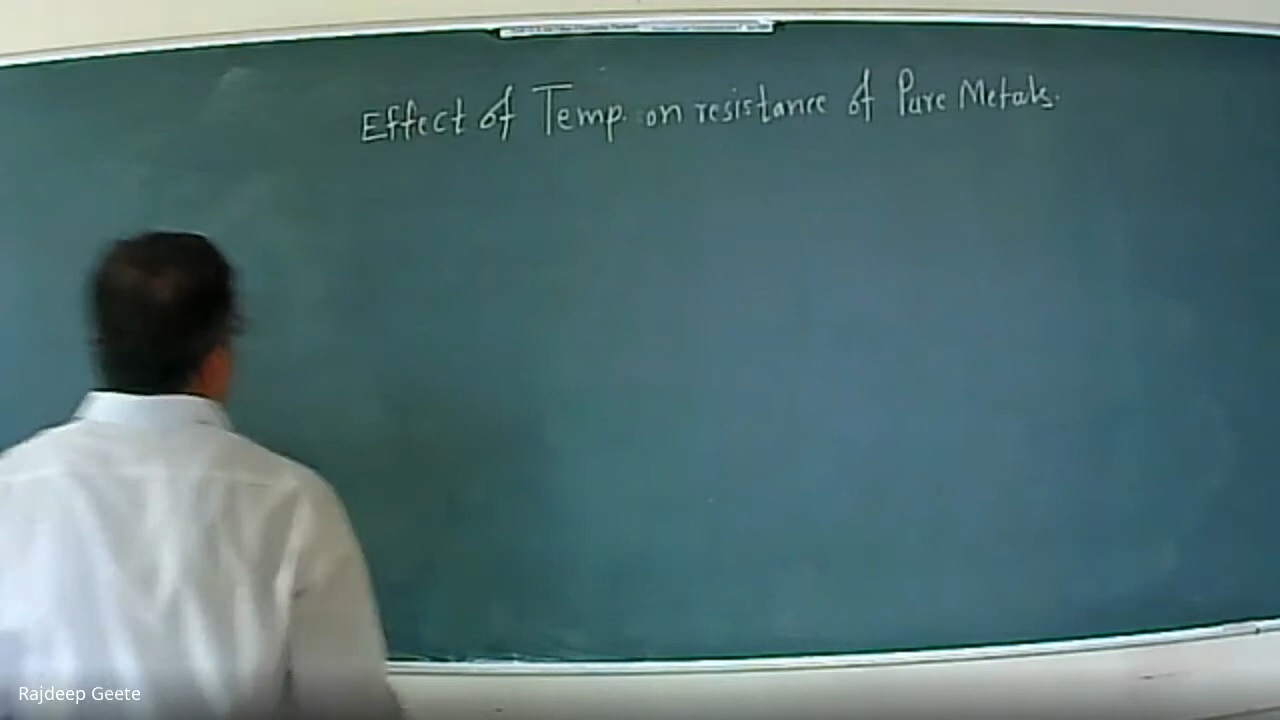 Effect of Temp. on resistance of Pure Metals.
Rajdeep Geete